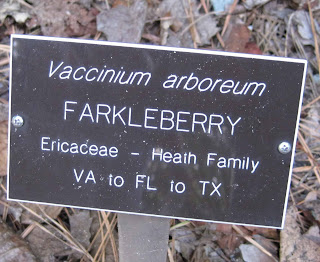 Vaccinium arboreum
FARKLEBERRY
Ericaceae - Heath Family
VA to FL to TX